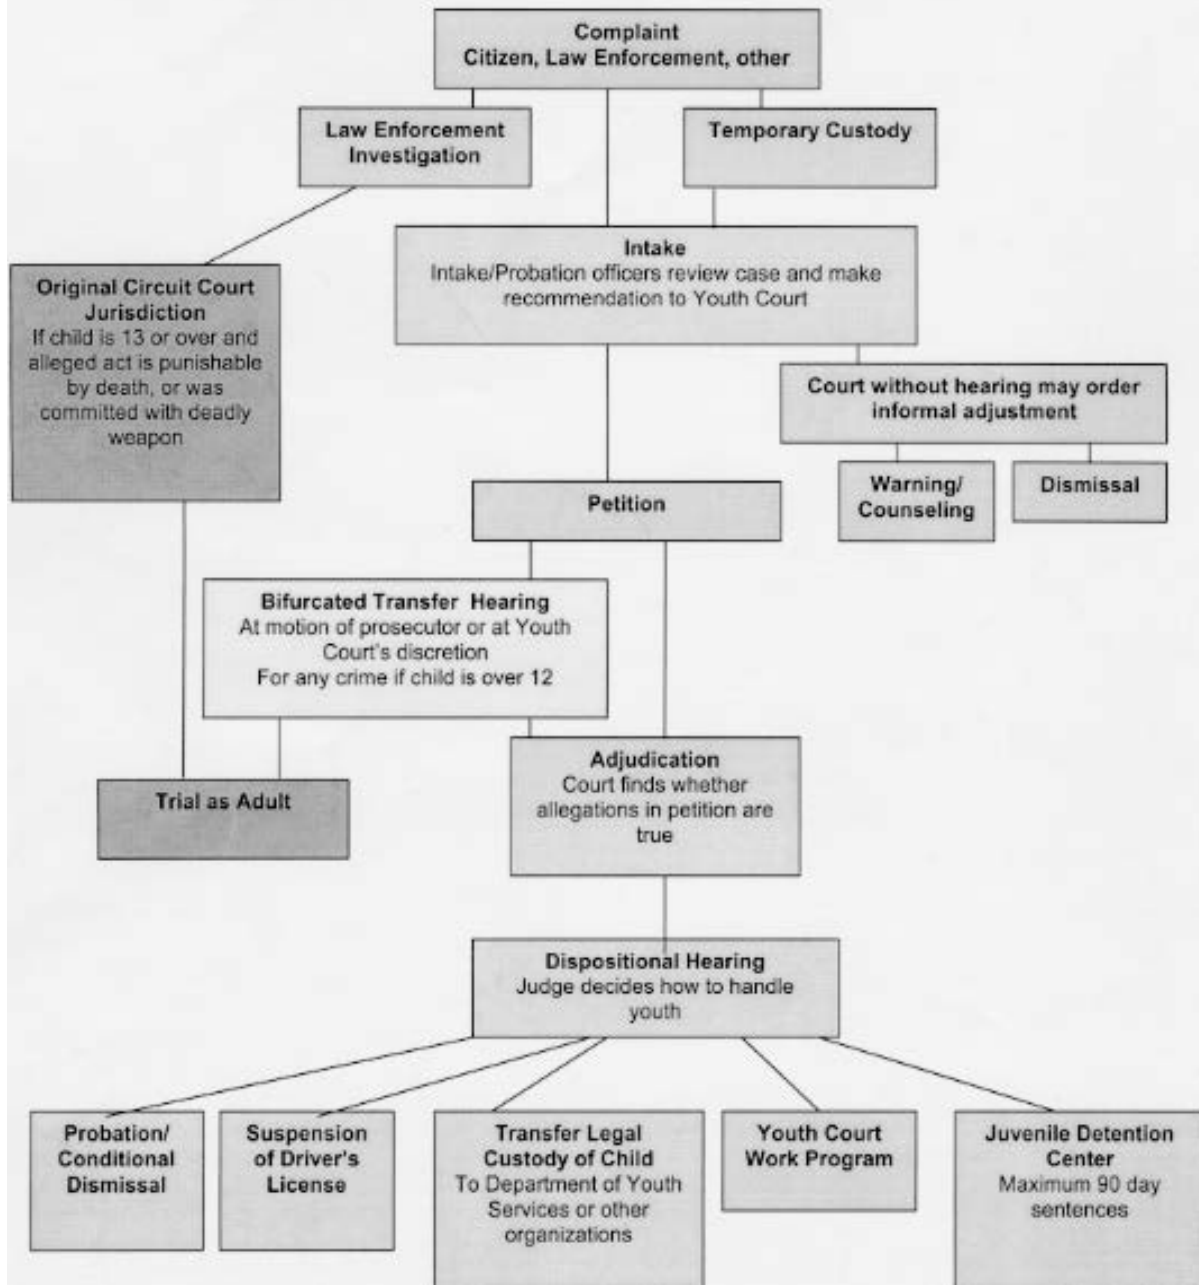 Complaint
Citizen, Law Enforcement, other
Law Enforcement
Investigation
Temporary Custody
Intake
Intake/Probation officers review case and make
recommendation to Youth Court
Original Circuit Court
Jurisdiction
If child is 13 or over and
alleged act is punishable
by death, or was
committed with deadly
weapon
Court without hearing may order
informal adjustment
Warning/
Counseling
Dismissal
Petition
Bifurcated Transfer Hearing
At motion of prosecutor or at Youth
Court's discretion
For any crime if child is over 12
Trial as Adult
Adjudication
Court finds whether
allegations in petition are
true
Dispositional Hearing
Judge decides how to handle
youth
Probation/
Conditional
Dismissal
Suspension
of Driver's
License
Transfer Legal
Custody of Child
To Department of Youth
Services or other
organizations
Youth Court
Work Program
Juvenile Detention
Center
Maximum 90 day
sentences